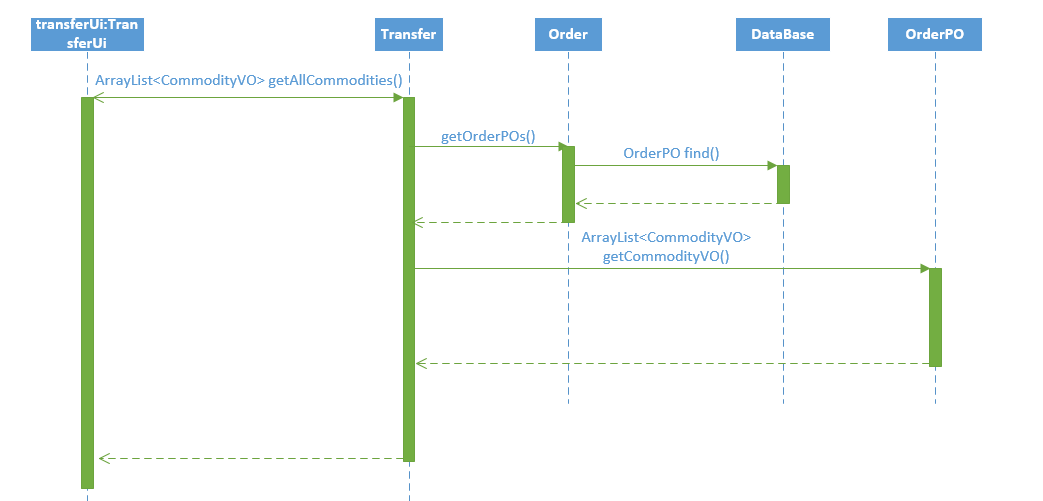 transferUi:Tran
sferUi
Transfer
Order
DataBase
OrderPO
ArrayList<CommodityVO> getAllCommodities()
getOrderPOs()
OrderPO find()
ArrayList<CommodityVO>
getCommodityVO()